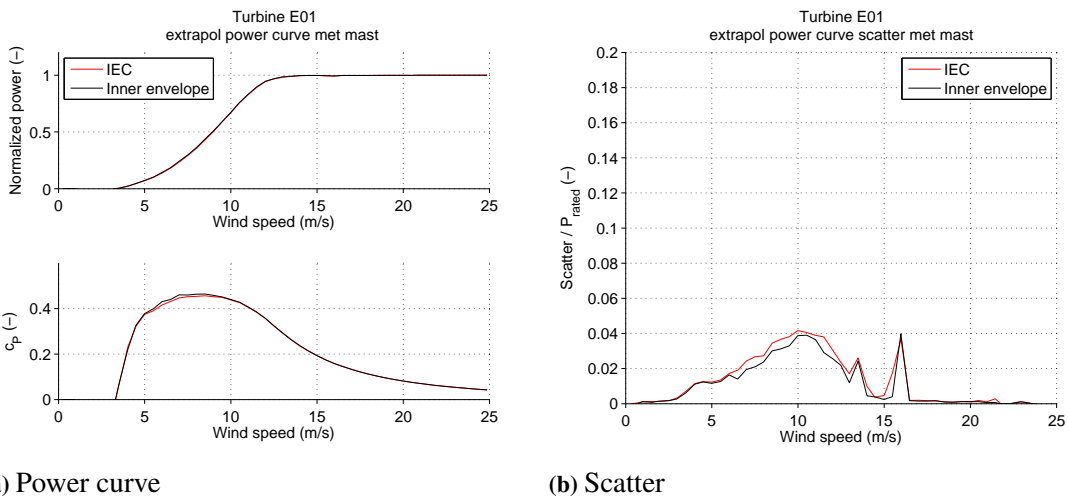 Turbine E01
extrapol power curve met mast
Normalized power (−)
1
0.5
0
IEC
Inner envelope
0 5 10 15 20 25
Wind speed (m/s)
cP (−)
0.4
0.2
0
0 5 10 15 20 25
Wind speed (m/s)
) Power curve
Turbine E01
extrapol power curve scatter met mast
Scatter / Prated (−)
0.2
0.18
0.16
0.14
0.12
0.1
0.08
0.06
0.04
0.02
0
IEC
Inner envelope
0 5 10 15 20 25
Wind speed (m/s)
(b) Scatter